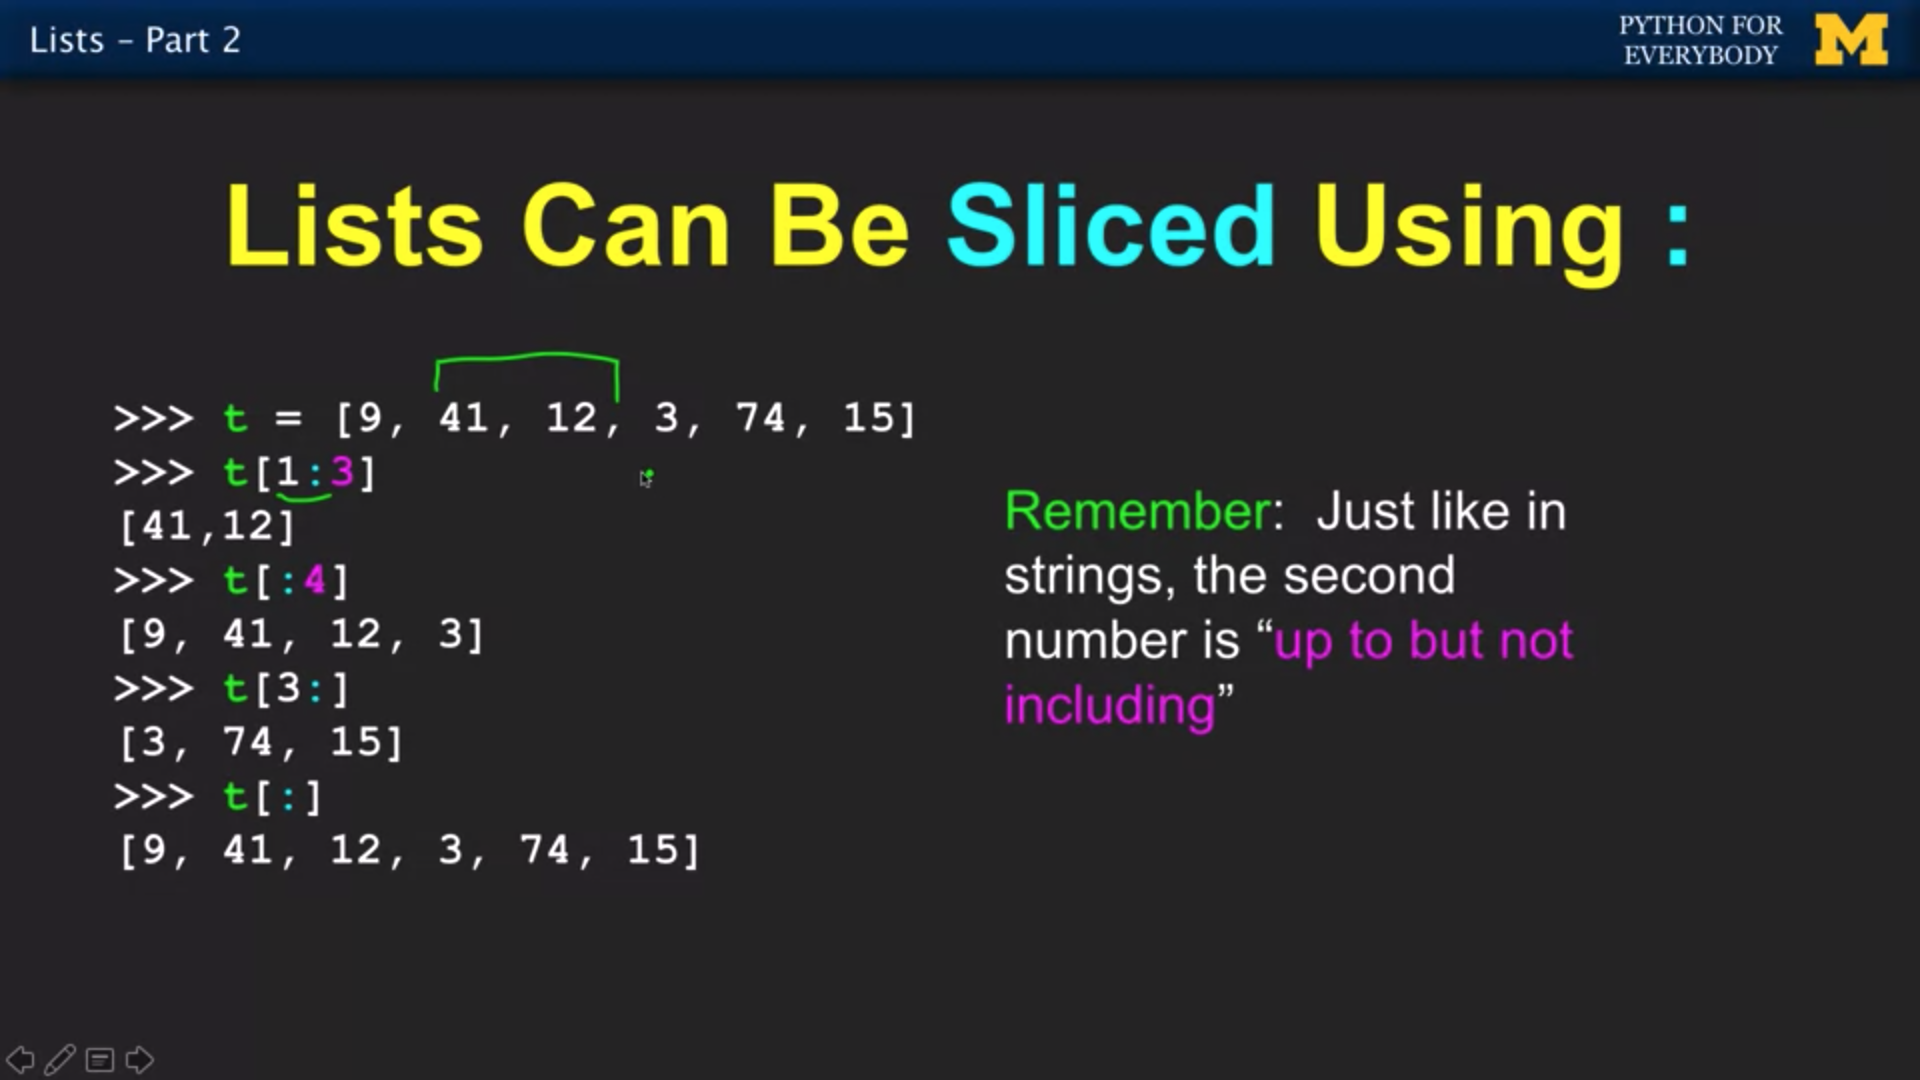 Lists – Part 2
PYTHON FOR
EVERYBODY
M
Lists Can Be Sliced Using :
>>> t = [9, 41, 12, 3, 74, 15]
>>> t[1:3]
[41,12]
>>> t[:4]
[9, 41, 12, 3]
>>> t[3:]
[3, 74, 15]
>>> t[:]
[9, 41, 12, 3, 74, 15]
Remember:  Just like in
strings, the second
number is “up to but not
including”